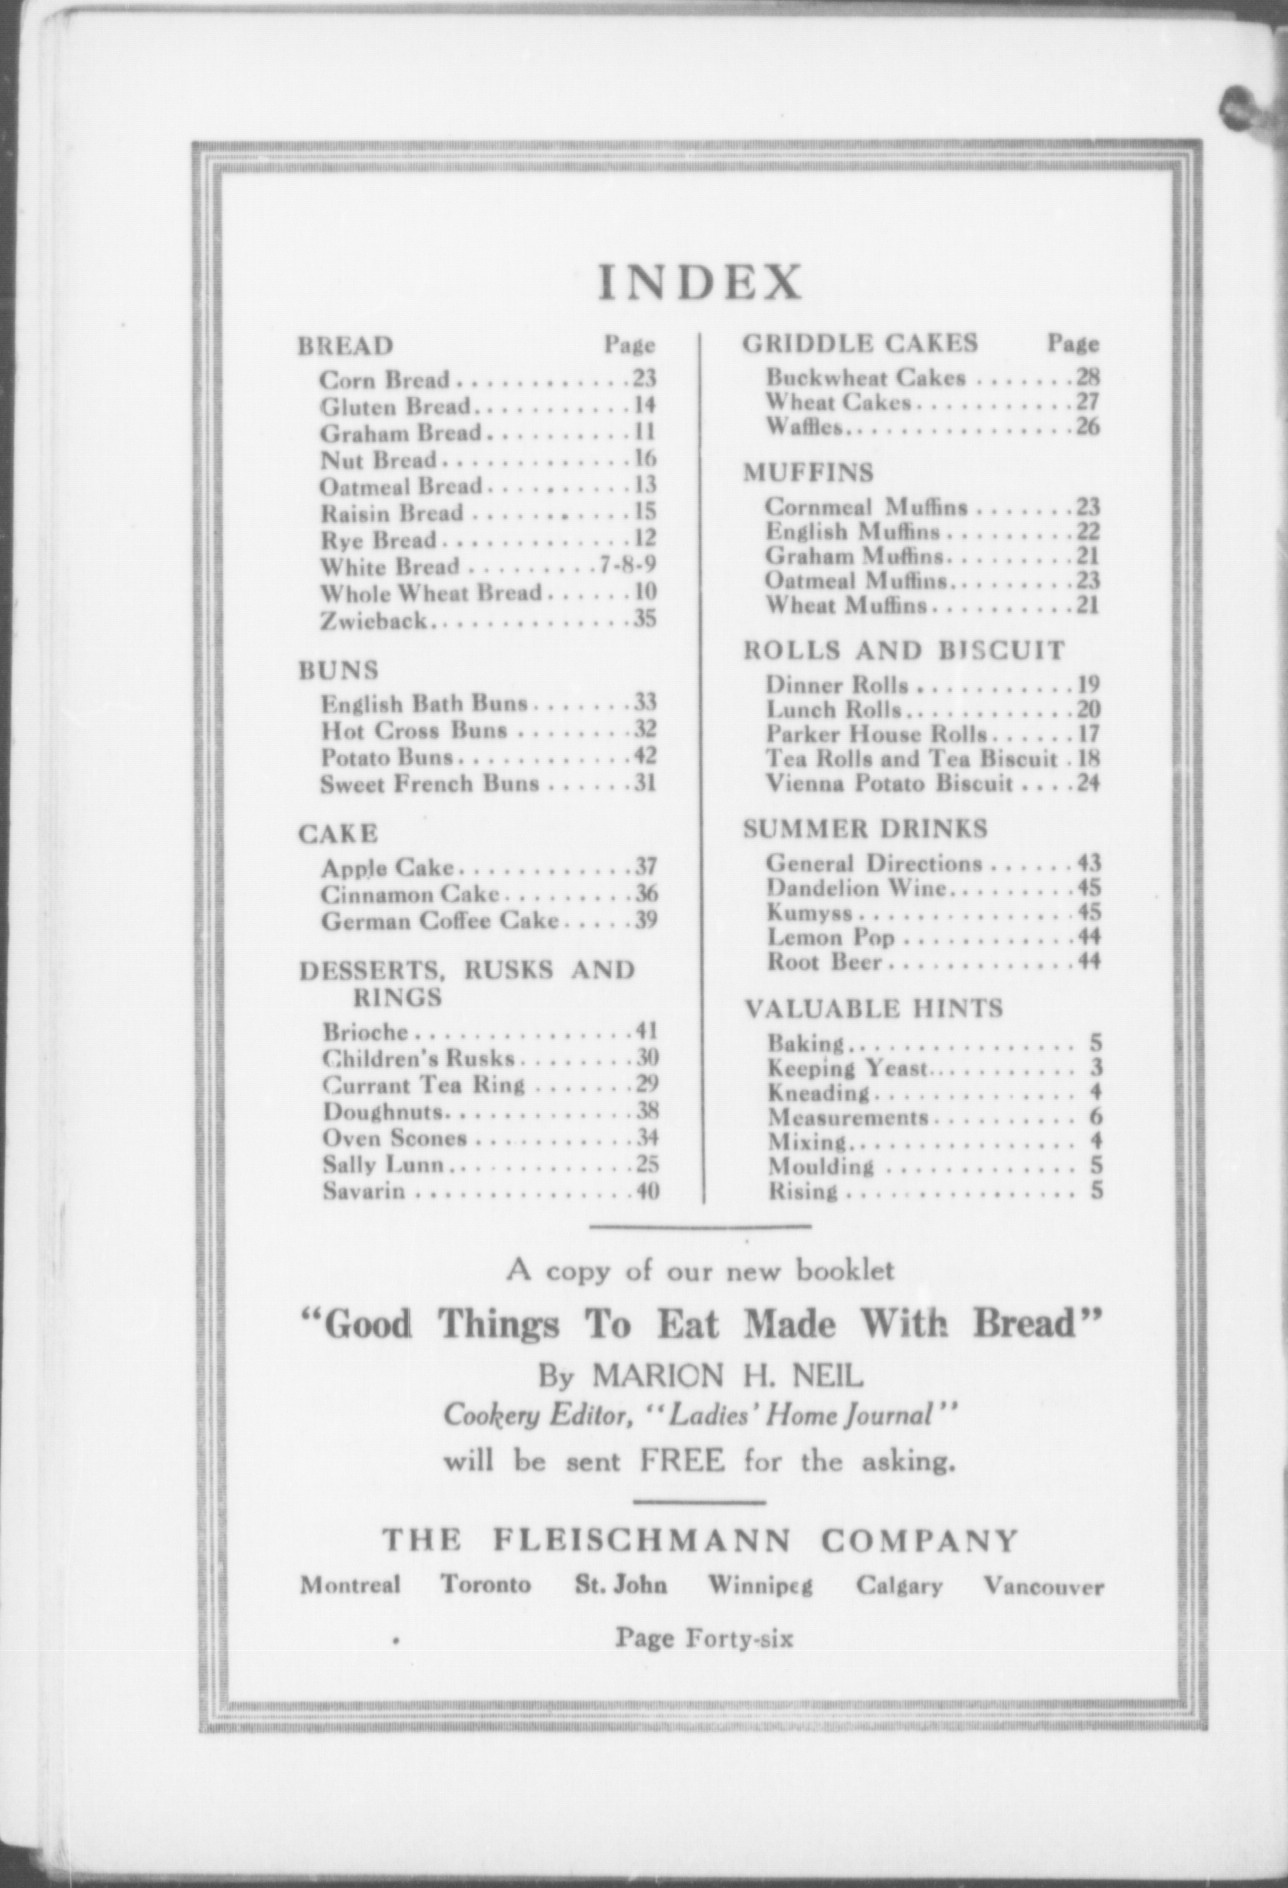 INDEX
BREAD Page
Corn Bread . . . . . . . . . . . . 23
Gluten Bread. . . . . . . . . . . 14
Graham Bread. . . . . . . . . . 11
Nut Bread . . . . . . . . . . . . . 16
Oatmeal Bread. . . . . . . . . . 13
Raisin Bread . . . . . . . . . . . 15
Rye Bread . . . . . . . . . . . . . 12
White Bread . . . . . . . . . 7-8-9
Whole Wheat Bread . . . . . . 10
Zwieback. . . . . . . . . . . . . . 35
BUNS
English Bath Buns . . . . . . . 33
Hot Cross Buns . . . . . . . . 32
Potato Buns . . . . . . . . . . . . 42
Sweet French Buns . . . . . . 31
CAKE
Apple Cake . . . . . . . . . . . . 37
Cinnamon Cake . . . . . . . . . 36
German Coffee Cake . . . . . 39
DESSERTS, RUSKS AND
RINGS
Brioche . . . . . . . . . . . . . . . 41
Children's Rusks . . . . . . . . 30
Currant Tea Ring . . . . . . . 29
Doughnuts. . . . . . . . . . . . . 38
Oven Scones . . . . . . . . . . . 34
Sally Lunn . . . . . . . . . . . . . 25
Savarin . . . . . . . . . . . . . . . 40
GRIDDLE CAKES Page
Buckwheat Cakes . . . . . . . 28
Wheat Cakes . . . . . . . . . . . 27
Waffles. . . . . . . . . . . . . . . . 26
MUFFINS
Cornmeal Muffins . . . . . . . 23
English Muffins . . . . . . . . . 22
Graham Muffins. . . . . . . . . 21
Oatmeal Muffins. . . . . . . . . 23
Wheat Muffins . . . . . . . . . . 21
ROLLS AND BISCUIT
Dinner Rolls . . . . . . . . . . . 19
Lunch Rolls . . . . . . . . . . . . 20
Parker House Rolls . . . . . . 17
Tea Rolls and Tea Biscuit . 18
Vienna Potato Biscuit . . . . 24
SUMMER DRINKS
General Directions . . . . . . 43
Dandelion Wine. . . . . . . . . 45
Kumyss . . . . . . . . . . . . . . . 45
Lemon Pop . . . . . . . . . . . . 44
Root Beer . . . . . . . . . . . . . 44
VALUABLE HINTS
Baking. . . . . . . . . . . . . . . . 5
Keeping Yeast. . . . . . . . . . . 3
Kneading . . . . . . . . . . . . . . 4
Measurements . . . . . . . . . . 6
Mixing. . . . . . . . . . . . . . . . 4
Moulding . . . . . . . . . . . . . 5
Rising . . . . . . . . . . . . . . . . 5
A copy of our new booklet
“Good Things To Eat Made With Bread”
By MARION H. NEIL
Cookery Editor, “Ladies' Home Journal”
will be sent FREE for the asking.
THE FLEISCHMANN COMPANY
Montreal Toronto St. John Winnipeg Calgary Vancouver
Page Forty-six